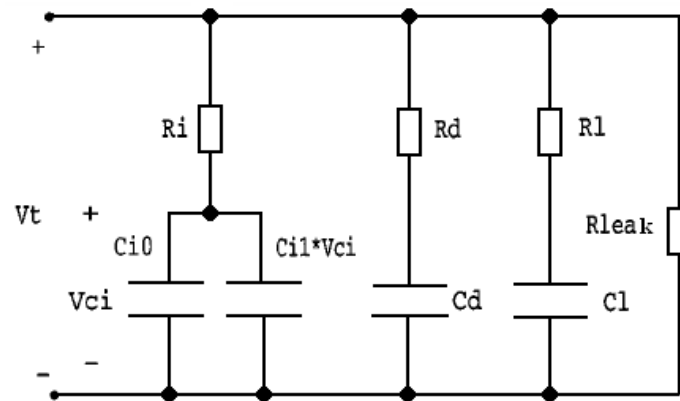 +
Ri
Rd
Rl
Vt
+
Ci0
Ci1*Vci
Rleak
Vci
Cd
Cl
-
-